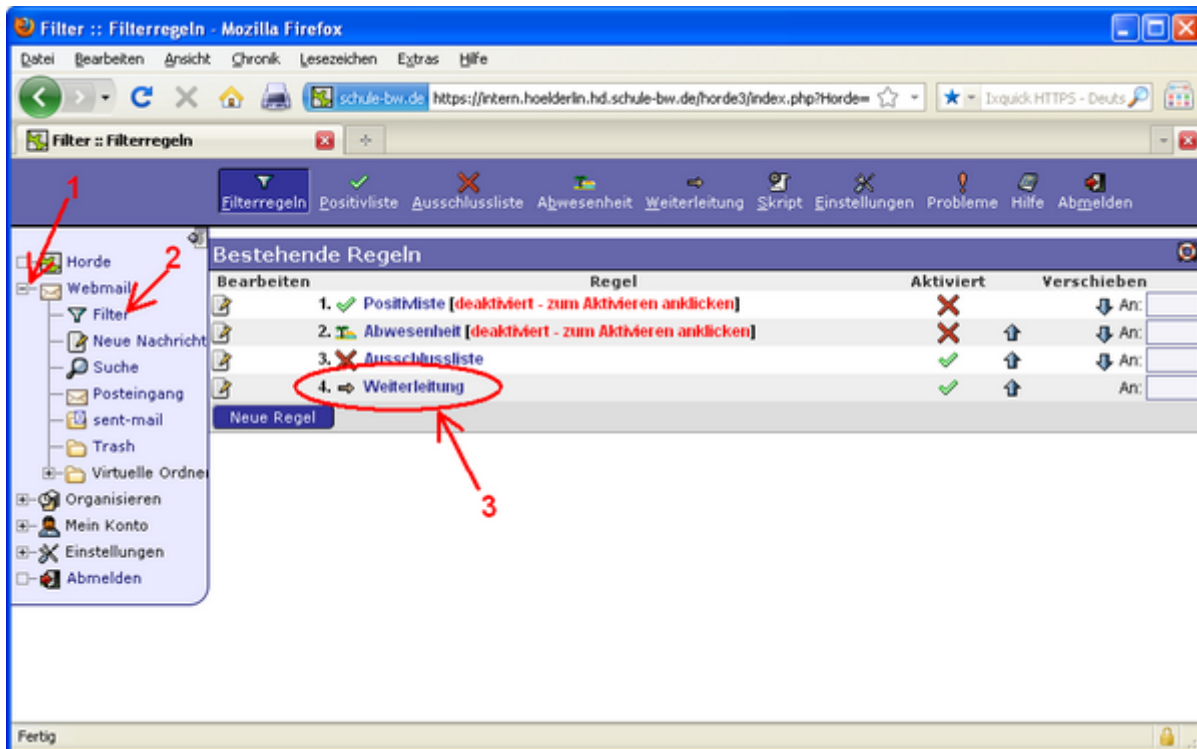 Filter :: Filterregeln - Mozilla Firefox
Datei Bearbeiten Ansicht Chronik Lesezeichen Extras Hilfe
schule-bw.de https://intern.hoelderlin.hd.schule-bw.de/horde3/index.php?Horde= Ixquick HTTPS - Deuts
Filter :: Filterregeln
1
Filterregeln Positivliste Ausschlussliste Abwesenheit Weiterleitung Skript Einstellungen Probleme Hilfe Abmelden
Horde
2
Webmail
Filter
Neue Nachricht
Suche
Posteingang
sent-mail
Trash
Virtuelle Ordner
Organisieren
Mein Konto
Einstellungen
Abmelden
Bestehende Regeln
Bearbeiten Regel Aktiviert Verschieben
1. Positivliste [deaktiviert - zum Aktivieren anklicken] An:
2. Abwesenheit [deaktiviert - zum Aktivieren anklicken] An:
3. Ausschlussliste An:
4. Weiterleitung An:
Neue Regel
3
Fertig